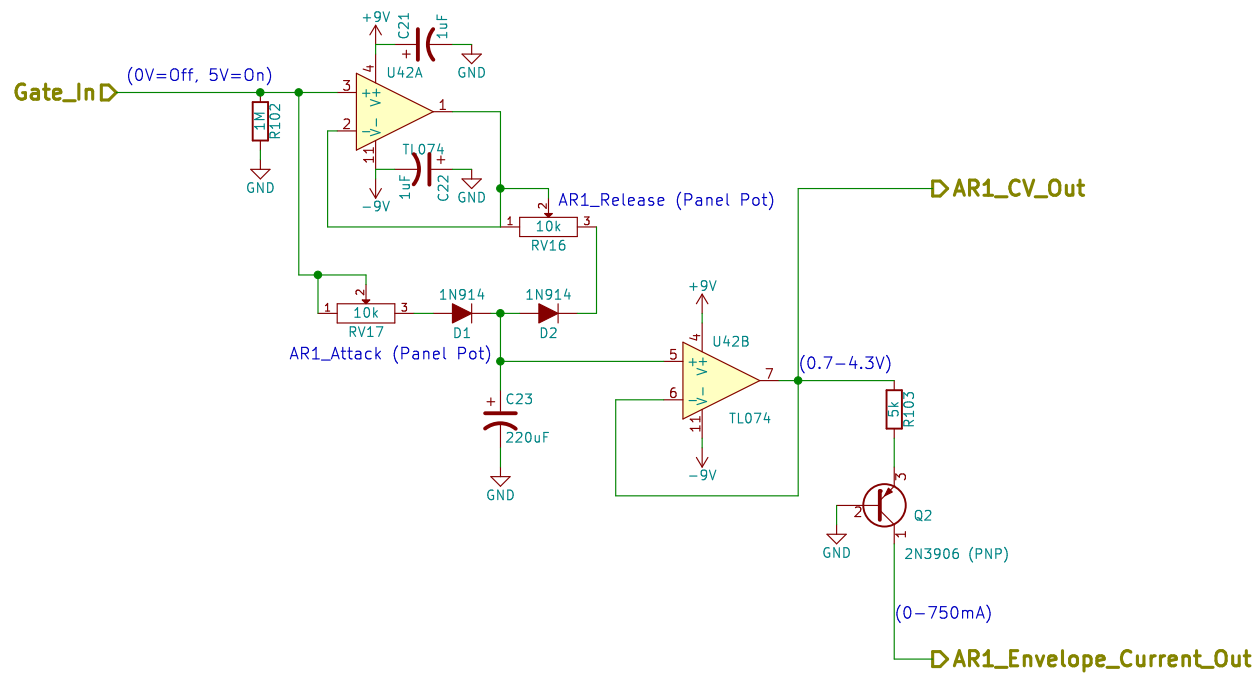 +9V
C21
1uF
+
GND
(0V=Off, 5V=On)
Gate_In
4
U42A
3
+
V+
1
1M
R102
2
V-
-
TL074
11
+
1uF
C22
GND
GND
-9V
AR1_Release (Panel Pot)
AR1_CV_Out
2
1
10k
3
RV16
2
1
10k
3
RV17
1N914
D1
1N914
D2
AR1_Attack (Panel Pot)
+9V
4
U42B
5
+
V+
7
(0.7-4.3V)
6
-
V-
11
TL074
-9V
+
C23
220uF
GND
5k
R103
3
2
Q2
1
GND
2N3906 (PNP)
(0-750mA)
AR1_Envelope_Current_Out